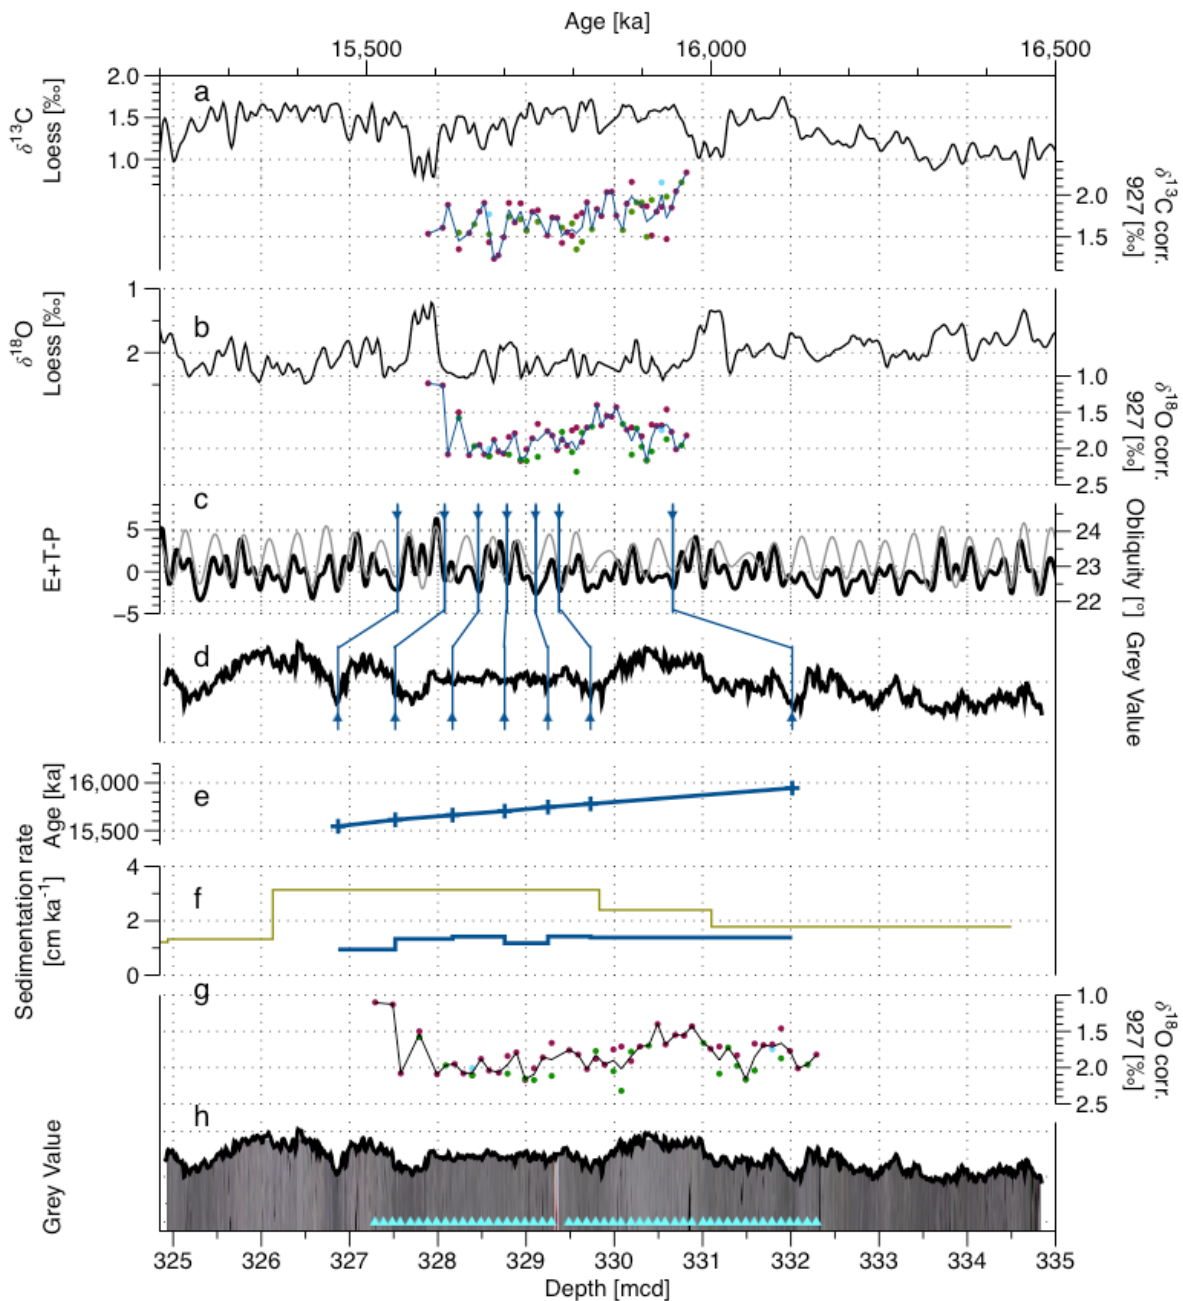 Age [ka]
15,500 16,000 16,500
a
δ¹³C
Loess [‰]
2.0
1.5
1.0
δ¹³C corr.
927 [‰]
2.0
1.5
b
δ¹⁸O
Loess [‰]
1
2
δ¹⁸O corr.
927 [‰]
1.0
1.5
2.0
2.5
c
E+T-P
5
0
−5
Obliquity [°]
24
23
22
d
Grey Value
e
Age [ka]
16,000
15,500
f
Sedimentation rate
[cm ka⁻¹]
4
2
0
g
δ¹⁸O corr.
927 [‰]
1.0
1.5
2.0
2.5
h
Grey Value
325 326 327 328 329 330 331 332 333 334 335
Depth [mcd]